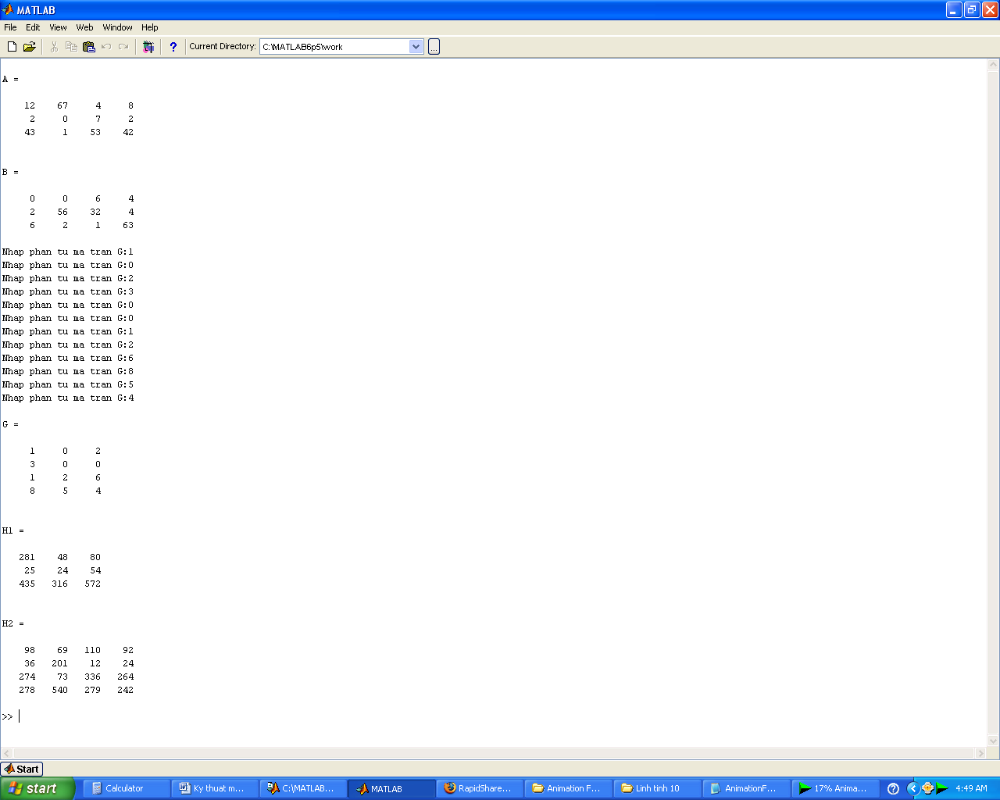 MATLAB
File Edit View Web Window Help
Current Directory: C:\MATLAB6p5\work ...
A =
12 67 4 8
2 0 7 2
43 1 53 42
B =
0 0 6 4
2 56 32 4
6 2 1 63
Nhap phan tu ma tran G:1
Nhap phan tu ma tran G:0
Nhap phan tu ma tran G:2
Nhap phan tu ma tran G:3
Nhap phan tu ma tran G:0
Nhap phan tu ma tran G:0
Nhap phan tu ma tran G:1
Nhap phan tu ma tran G:2
Nhap phan tu ma tran G:6
Nhap phan tu ma tran G:8
Nhap phan tu ma tran G:5
Nhap phan tu ma tran G:4
G =
1 0 2
3 0 0
1 2 6
8 5 4
H1 =
281 48 80
25 24 54
435 316 572
H2 =
98 69 110 92
36 201 12 24
274 73 336 264
278 540 279 242
>>
Start
start Calculator Ky thuat m... C:\MATLAB... MATLAB RapidShare... Animation F... Linh tinh 10 AnimationF... 17% Anima... 4:49 AM